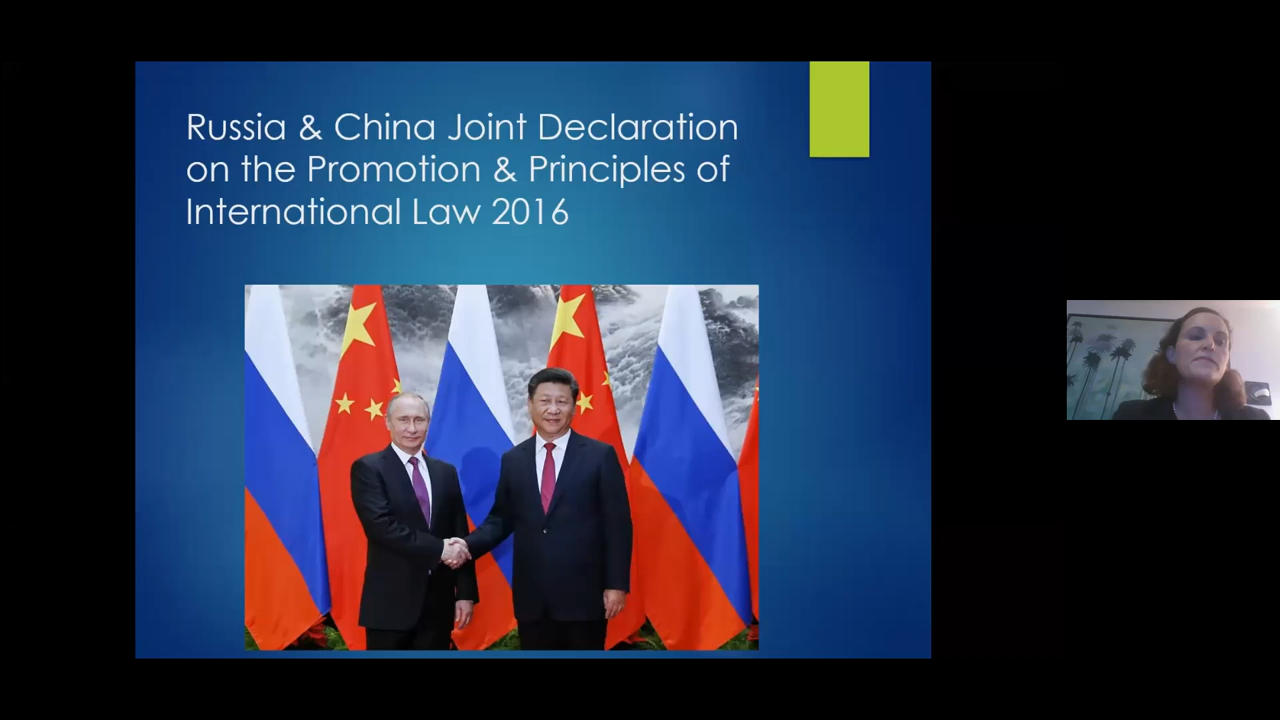 Russia & China Joint Declaration
on the Promotion & Principles of
International Law 2016